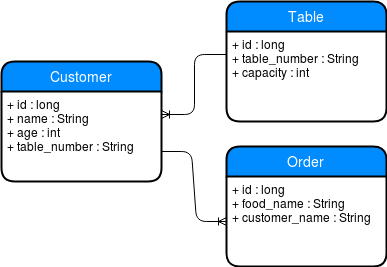 Table
+ id : long
+ table_number : String
+ capacity : int
Customer
+ id : long
+ name : String
+ age : int
+ table_number : String
Order
+ id : long
+ food_name : String
+ customer_name : String